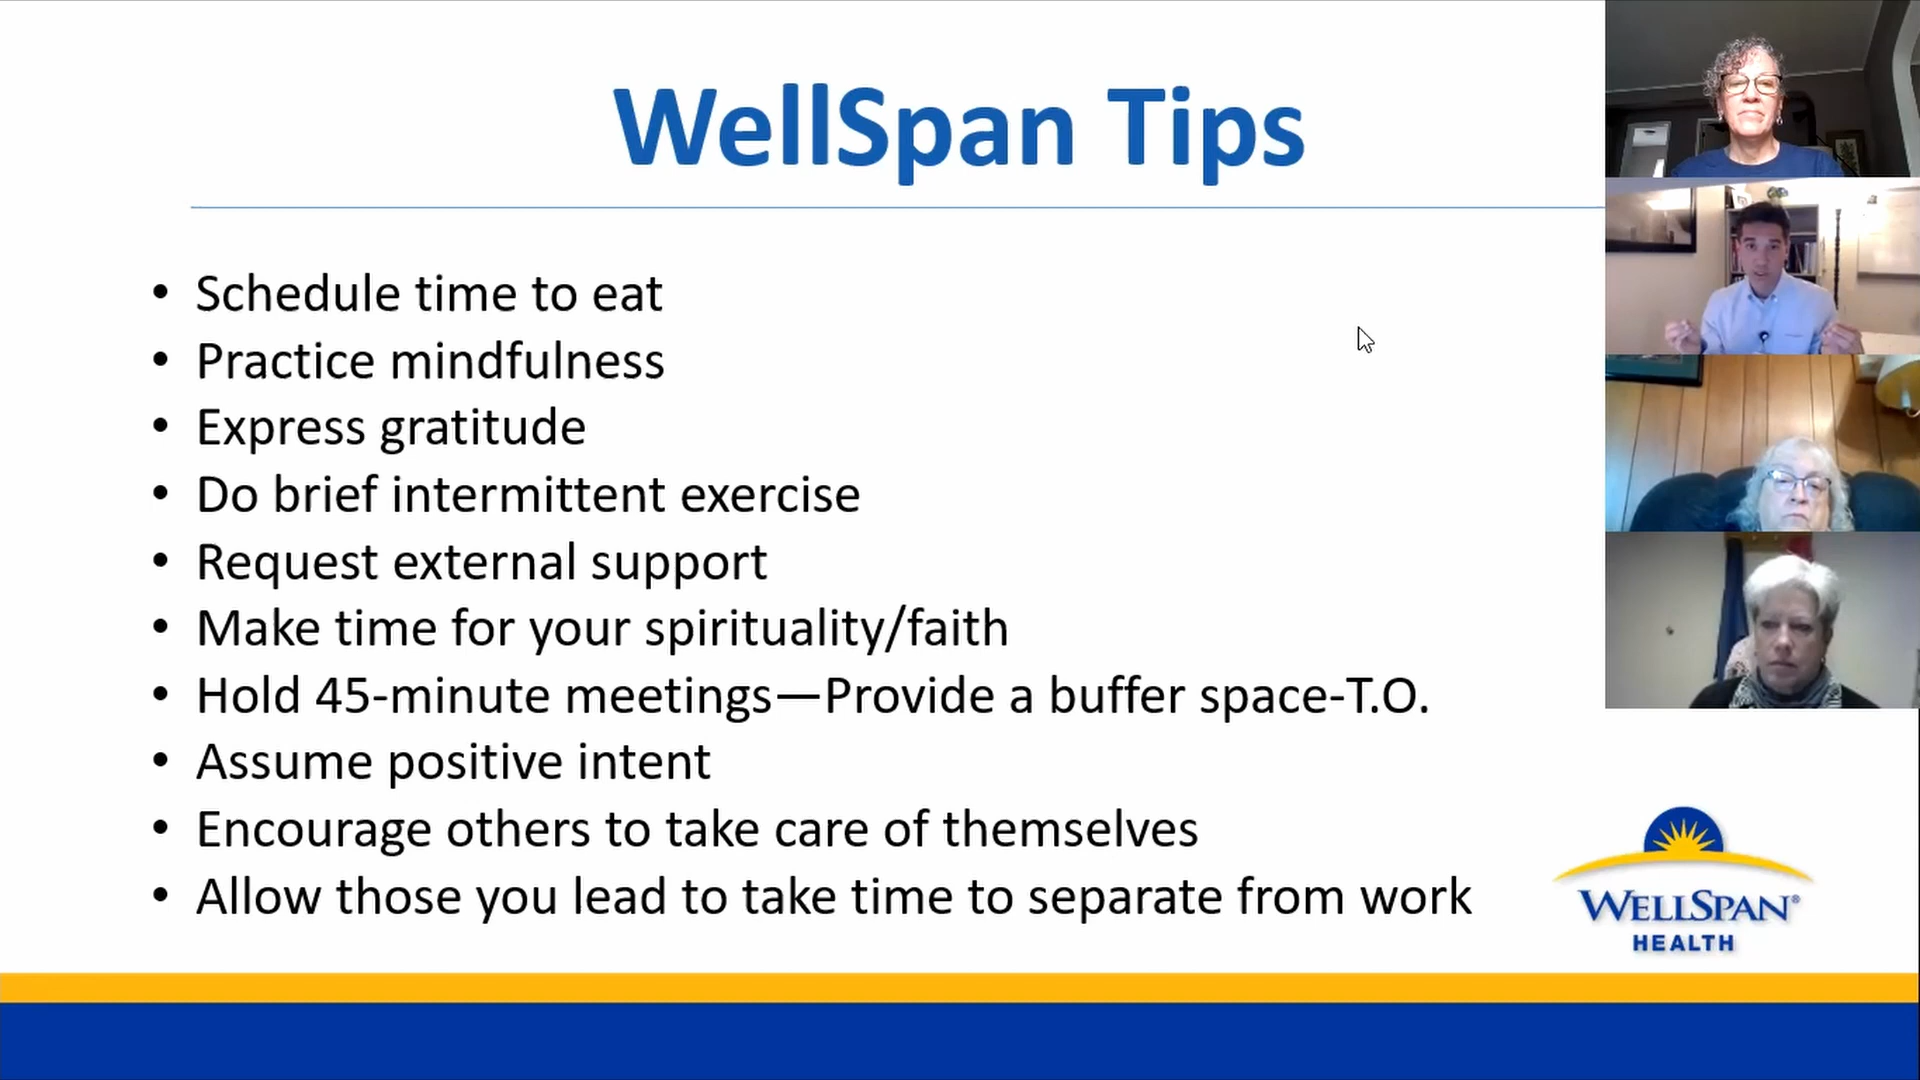 WellSpan Tips
• Schedule time to eat
• Practice mindfulness
• Express gratitude
• Do brief intermittent exercise
• Request external support
• Make time for your spirituality/faith
• Hold 45-minute meetings—Provide a buffer space-T.O.
• Assume positive intent
• Encourage others to take care of themselves
• Allow those you lead to take time to separate from work
WELLSPAN®
HEALTH